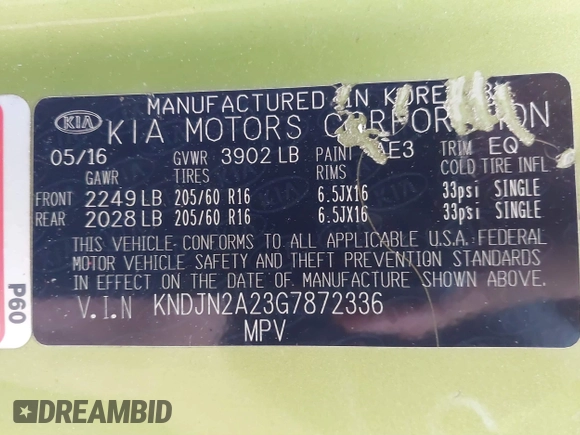 MANUFACTURED IN KOREA
KIA KIA MOTORS CORPORATION
05/16 GVWR 3902 LB PAINT E3 TRIM EQ
GAWR TIRES RIMS COLD TIRE INFL
FRONT 2249LB 205/60 R16 6.5JX16 33psi SINGLE
REAR 2028LB 205/60 R16 6.5JX16 33psi SINGLE
THIS VEHICLE CONFORMS TO ALL APPLICABLE U.S.A. FEDERAL
MOTOR VEHICLE SAFETY AND THEFT PREVENTION STANDARDS
IN EFFECT ON THE DATE OF MANUFACTURE SHOWN ABOVE.
V.I.N KNDJN2A23G7872336
MPV
P60
DREAMBID